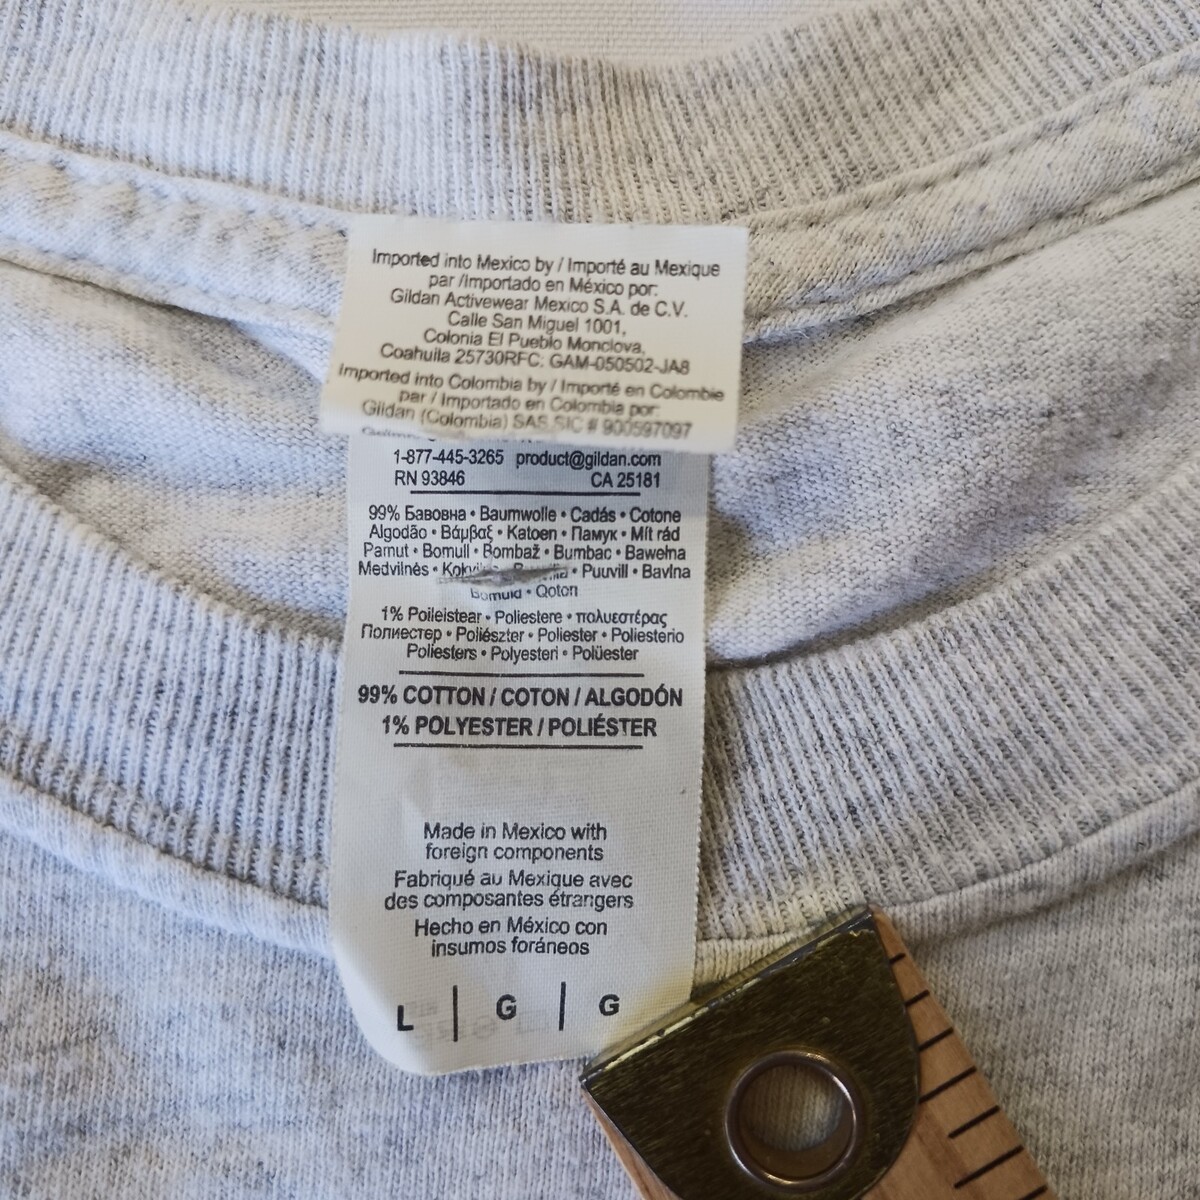 Imported into Mexico by / Importé au Mexique
par /Importado en México por:
Gildan Activewear Mexico S.A. de C.V.
Calle San Miguel 1001,
Colonia El Pueblo Monclova,
Coahuila 25730RFC: GAM-050502-JA8
Imported into Colombia by / Importé en Colombie
par / Importado en Colombia por:
Gildan (Colombia) SAS SIC # 900597097
1-877-445-3265 product@gildan.com
RN 93846 CA 25181
99% Бавовна • Baumwolle • Cadás • Cotone
Algodão • Βάμβαξ • Katoen • Памук • Mit rád
Pamut • Bomull • Bombaž • Bumbac • Bawełna
Medvilnės • • Puuvill • Bavlna
Bomuld • Qoton
1% Poileistear • Poliestere • πολυεστέρας
Полиестер • Poliészter • Poliester • Poliesterio
Poliesters • Polyesteri • Polüester
99% COTTON / COTON / ALGODÓN
1% POLYESTER / POLIÉSTER
Made in Mexico with
foreign components
Fabriqué au Mexique avec
des composantes étrangers
Hecho en México con
insumos foráneos
L | G | G